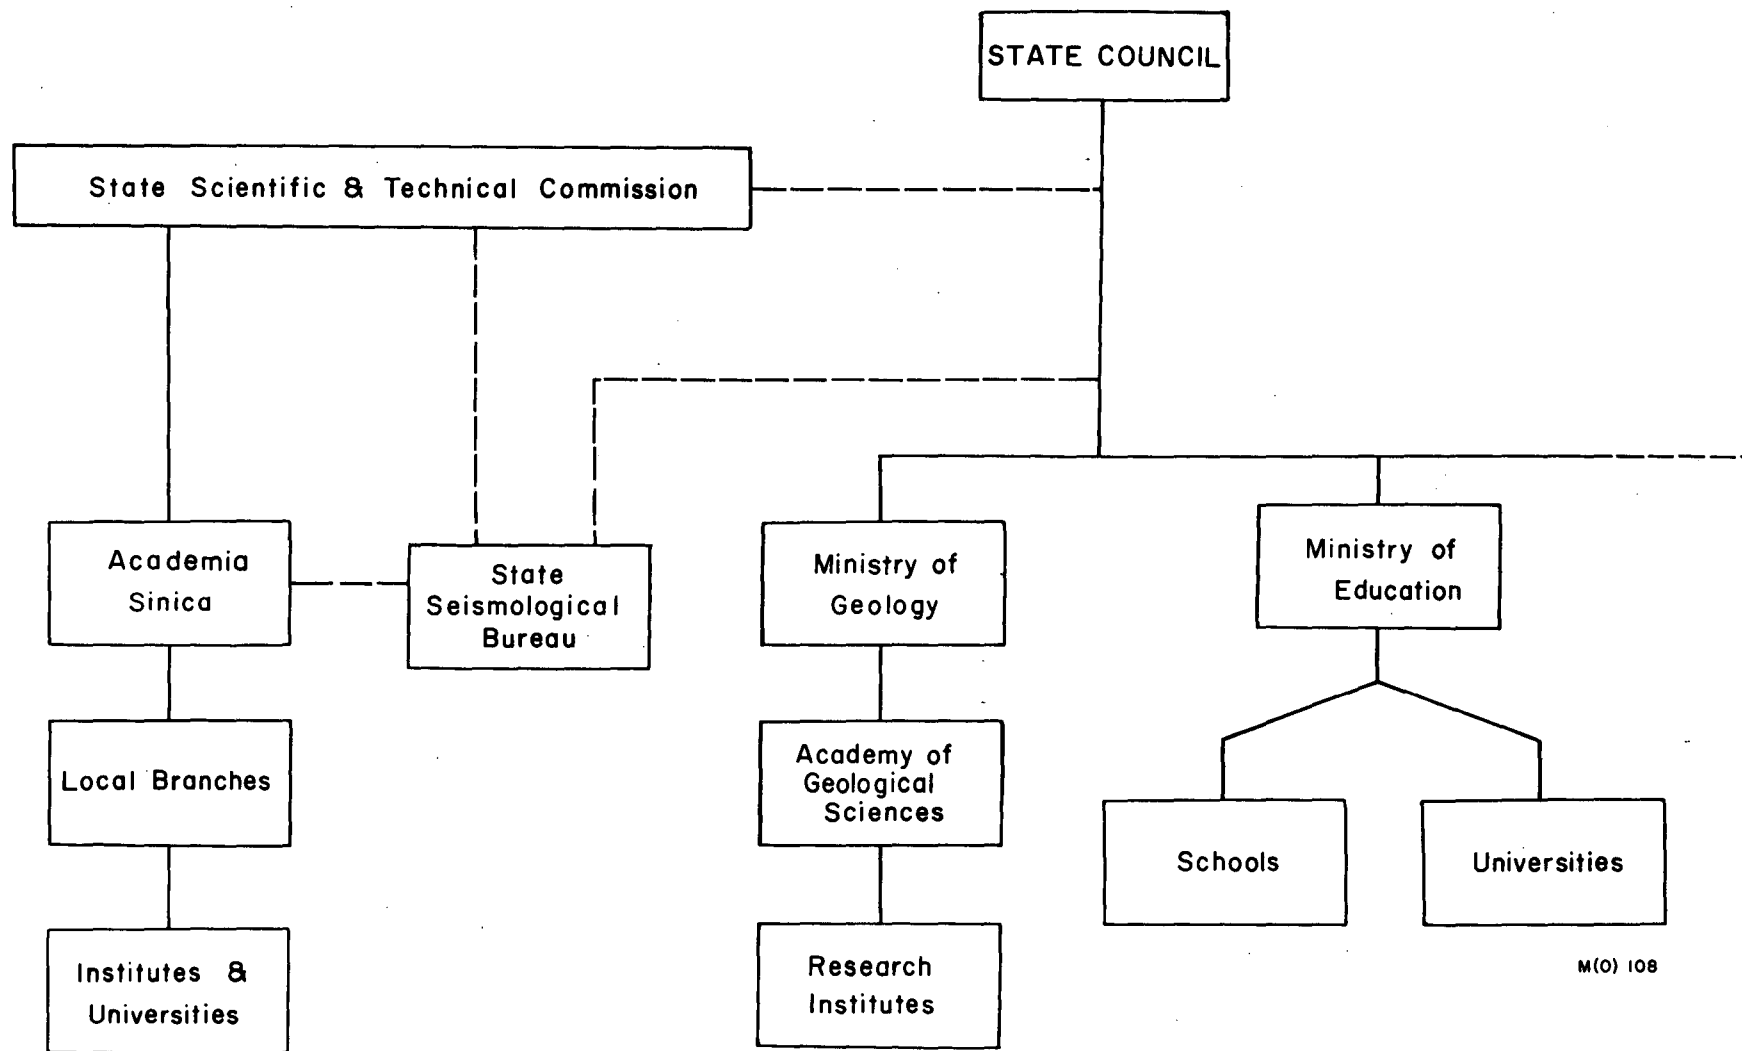 STATE COUNCIL
State Scientific & Technical Commission
Academia
Sinica
State
Seismological
Bureau
Ministry of
Geology
Ministry of
Education
Local Branches
Academy of
Geological
Sciences
Schools
Universities
Institutes &
Universities
Research
Institutes
M(O) 108